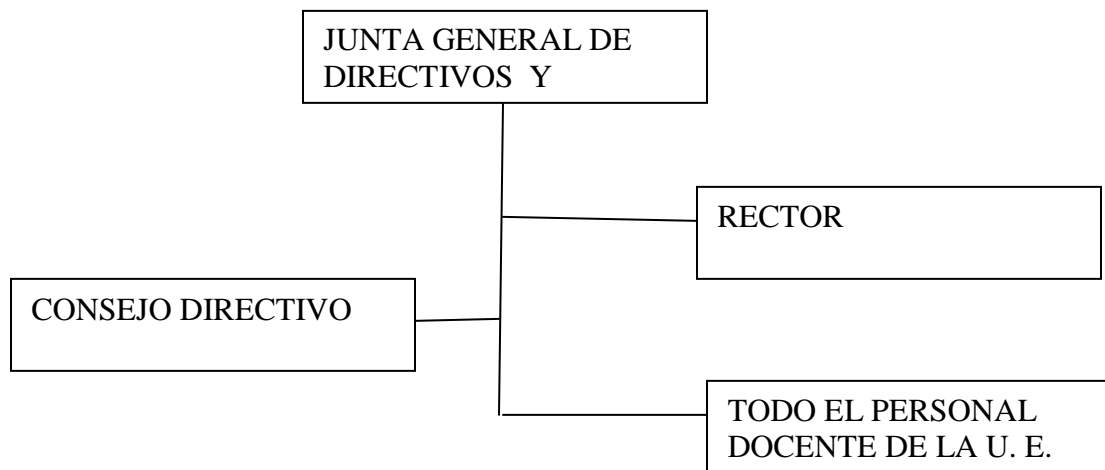 JUNTA GENERAL DE
DIRECTIVOS Y
RECTOR
CONSEJO DIRECTIVO
TODO EL PERSONAL
DOCENTE DE LA U. E.